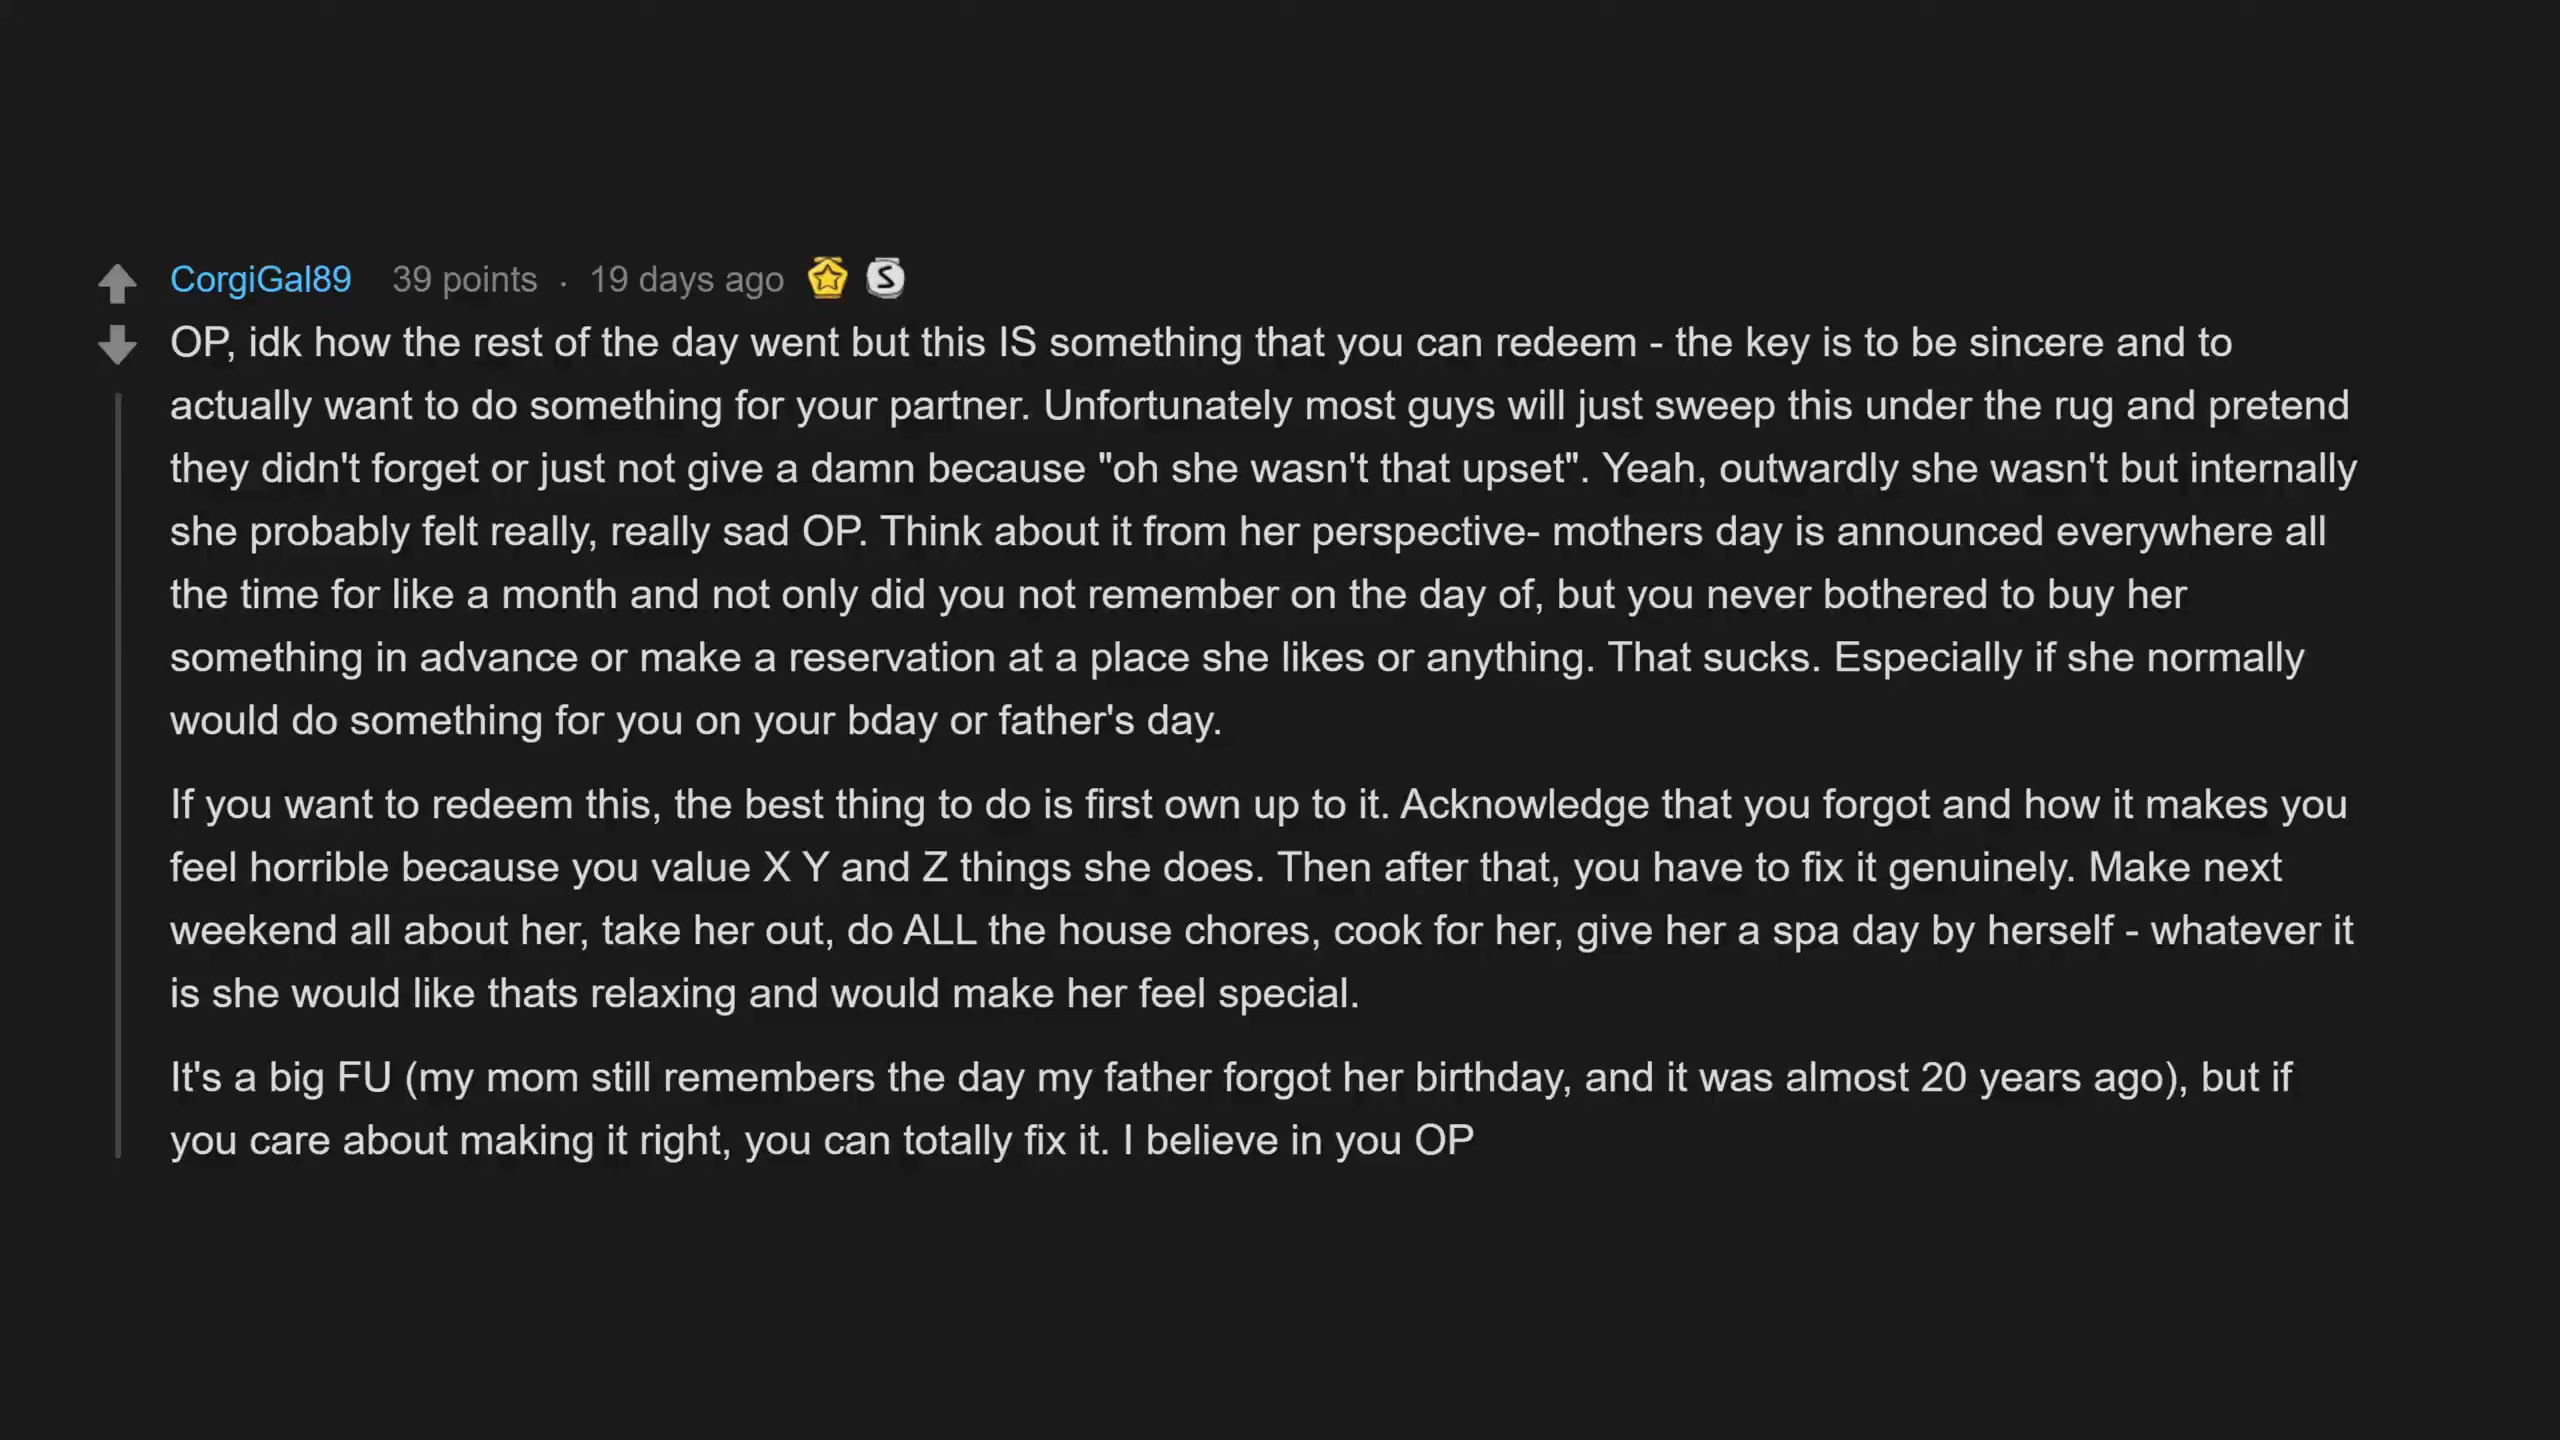 CorgiGal89 39 points · 19 days ago
OP, idk how the rest of the day went but this IS something that you can redeem - the key is to be sincere and to
actually want to do something for your partner. Unfortunately most guys will just sweep this under the rug and pretend
they didn't forget or just not give a damn because "oh she wasn't that upset". Yeah, outwardly she wasn't but internally
she probably felt really, really sad OP. Think about it from her perspective- mothers day is announced everywhere all
the time for like a month and not only did you not remember on the day of, but you never bothered to buy her
something in advance or make a reservation at a place she likes or anything. That sucks. Especially if she normally
would do something for you on your bday or father's day.
If you want to redeem this, the best thing to do is first own up to it. Acknowledge that you forgot and how it makes you
feel horrible because you value X Y and Z things she does. Then after that, you have to fix it genuinely. Make next
weekend all about her, take her out, do ALL the house chores, cook for her, give her a spa day by herself - whatever it
is she would like thats relaxing and would make her feel special.
It's a big FU (my mom still remembers the day my father forgot her birthday, and it was almost 20 years ago), but if
you care about making it right, you can totally fix it. I believe in you OP